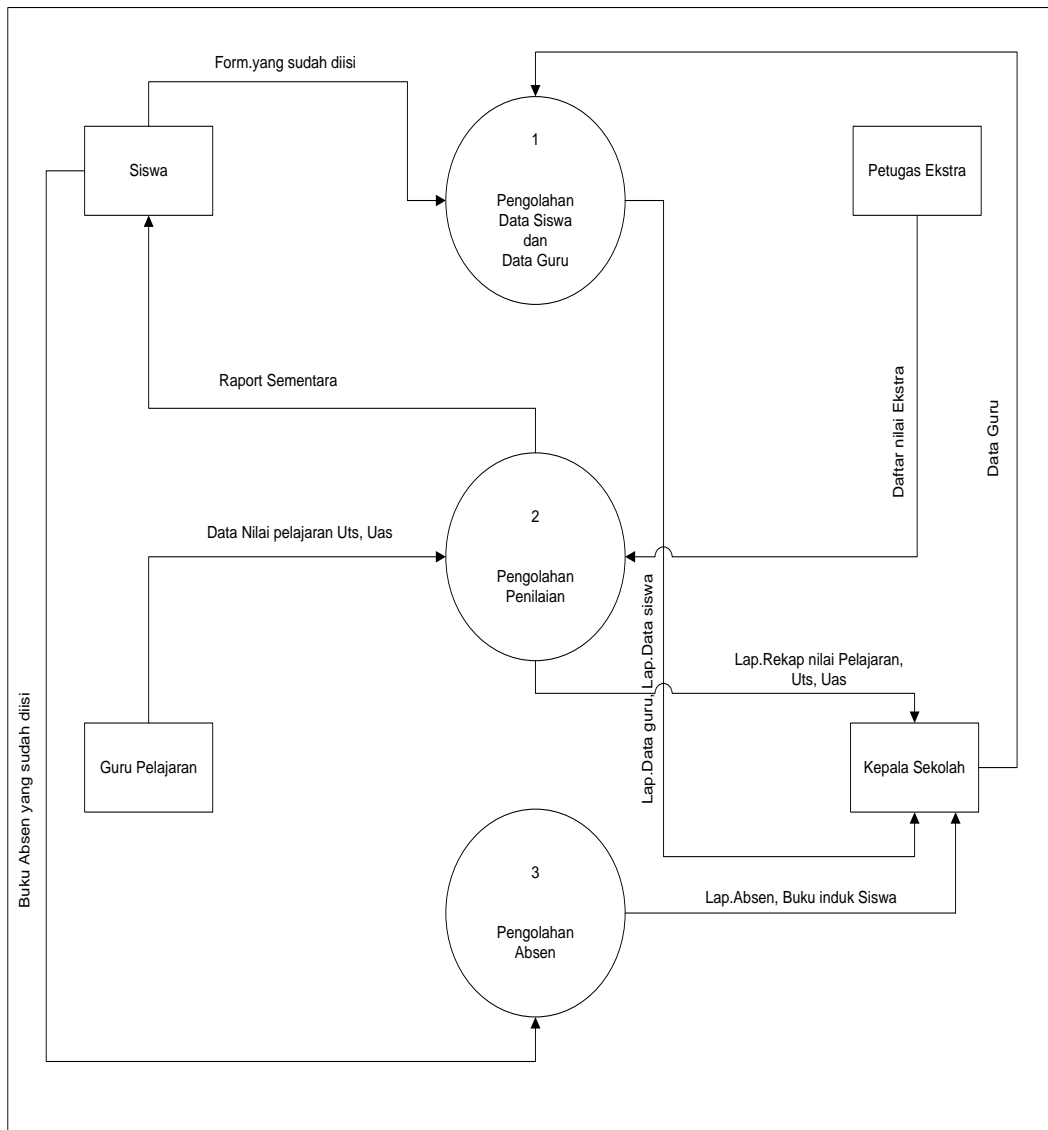 Form.yang sudah diisi
1
Siswa
Petugas Ekstra
Pengolahan
Data Siswa
dan
Data Guru
Raport Sementara
Daftar nilai Ekstra
Data Guru
2
Data Nilai pelajaran Uts, Uas
Pengolahan
Penilaian
Lap.Data guru, Lap.Data siswa
Lap.Rekap nilai Pelajaran,
Uts, Uas
Buku Absen yang sudah diisi
Guru Pelajaran
Kepala Sekolah
3
Lap.Absen, Buku induk Siswa
Pengolahan
Absen